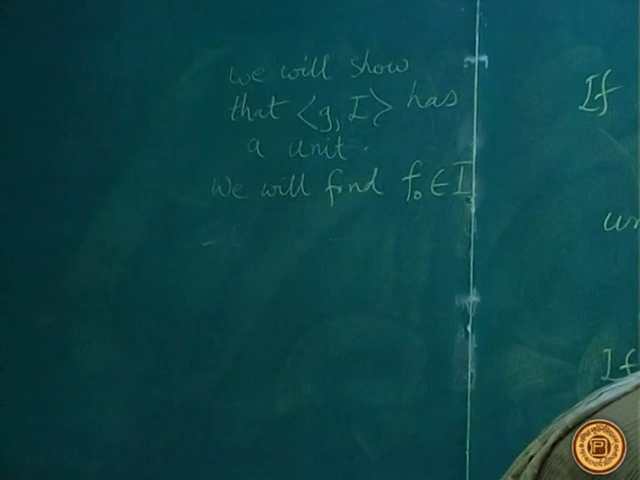 we will show
that <g, I> has
a unit.
we will find f₀ ∈ I
If
un
If